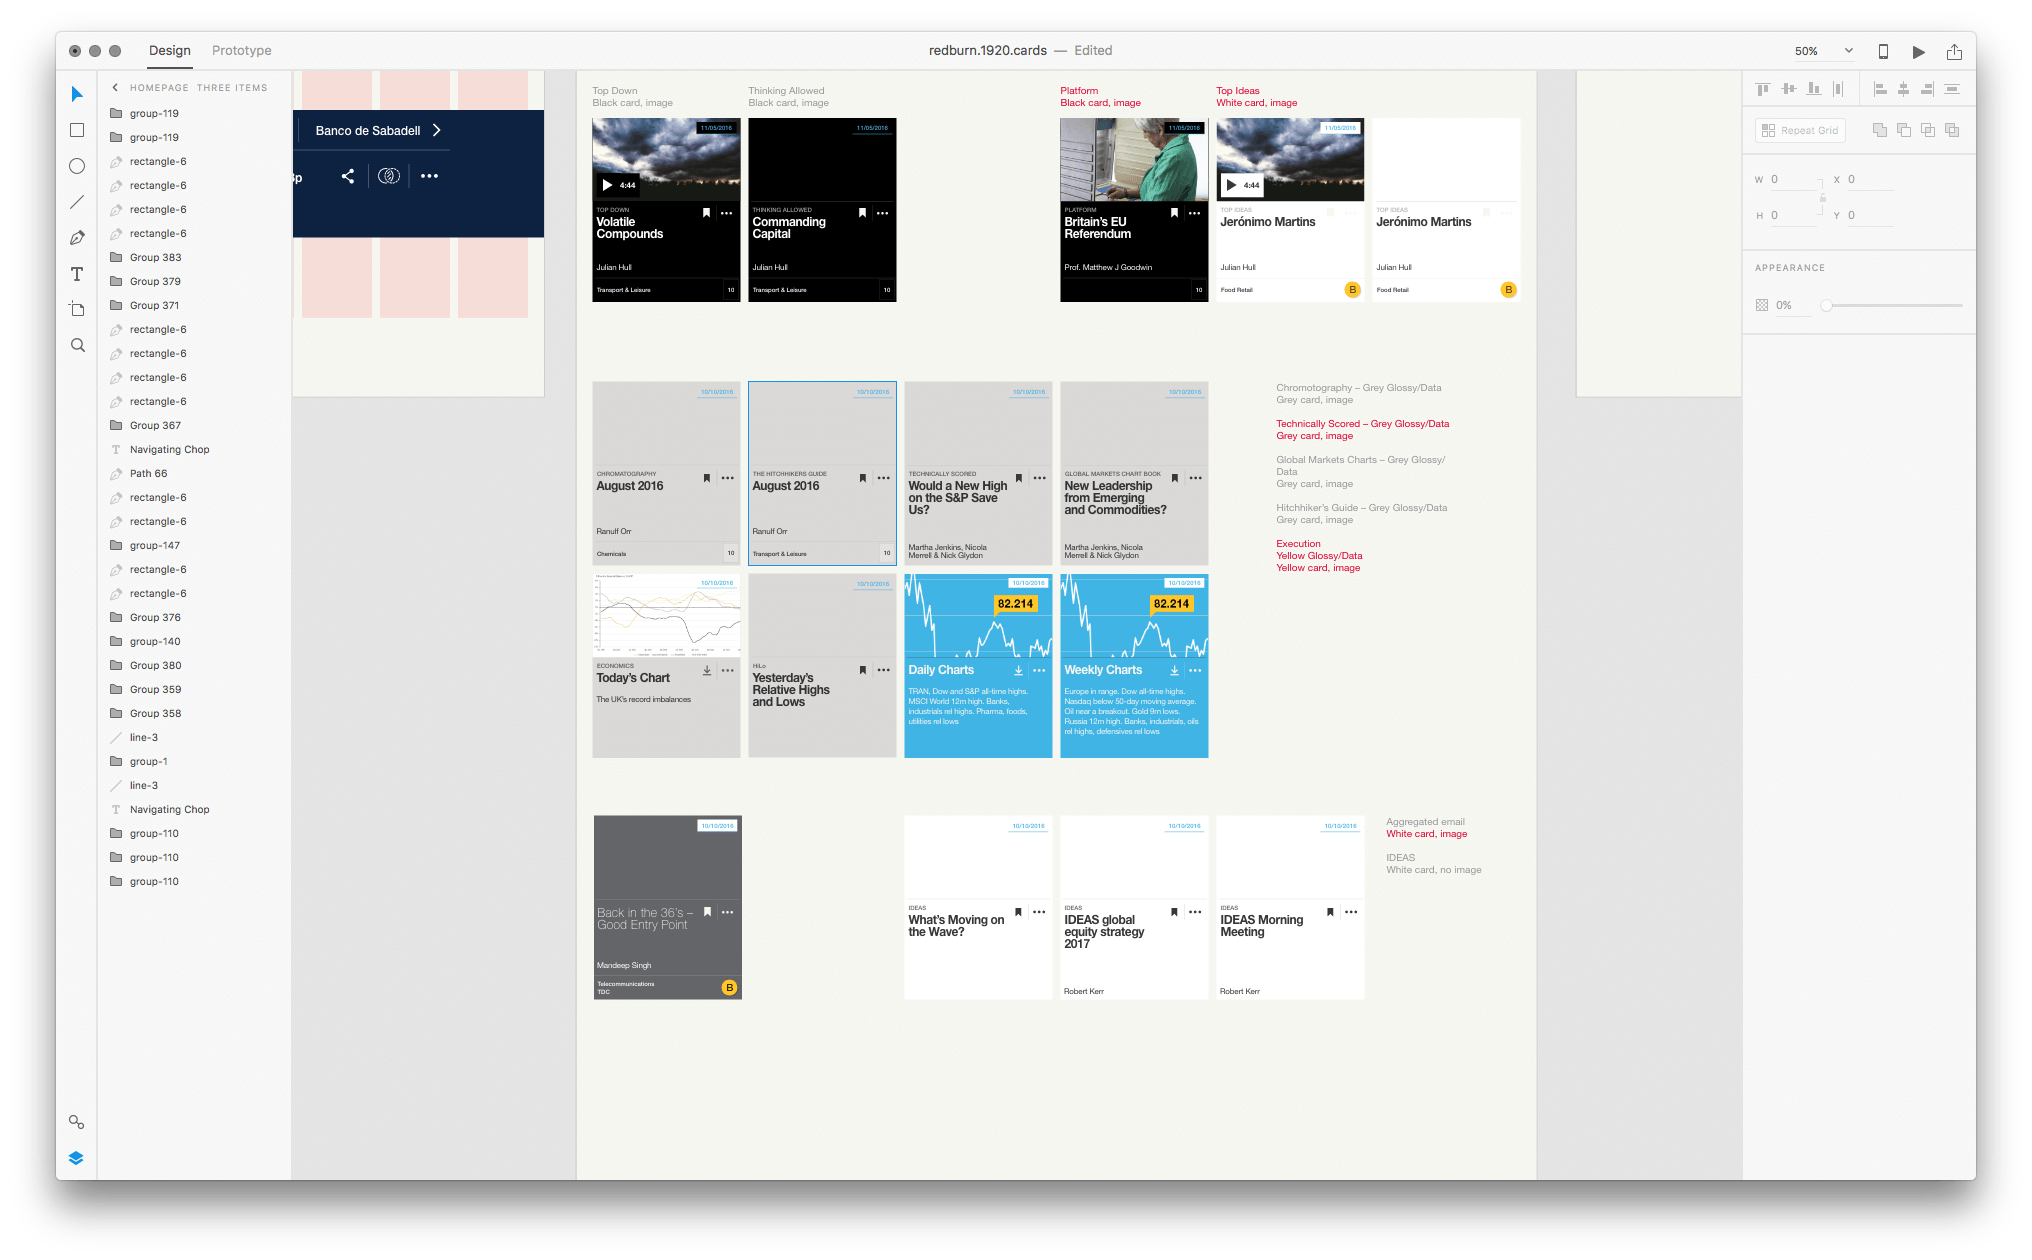 Design
Prototype
redburn.1920.cards — Edited
50%
HOMEPAGE THREE ITEMS
group-119
group-119
rectangle-6
rectangle-6
rectangle-6
rectangle-6
Group 383
Group 379
Group 371
rectangle-6
rectangle-6
rectangle-6
rectangle-6
Group 367
Navigating Chop
Path 66
rectangle-6
rectangle-6
group-147
rectangle-6
rectangle-6
Group 376
group-140
Group 380
Group 359
Group 358
line-3
group-1
line-3
Navigating Chop
group-110
group-110
group-110
Banco de Sabadell
Top Down
Black card, image
Thinking Allowed
Black card, image
Platform
Black card, image
Top Ideas
White card, image
11/05/2016
4:44
TOP DOWN
Volatile
Compounds
Julian Hull
Transport & Leisure
10
11/05/2016
THINKING ALLOWED
Commanding
Capital
Julian Hull
Transport & Leisure
10
11/05/2016
PLATFORM
Britain's EU
Referendum
Prof. Matthew J Goodwin
10
11/05/2016
4:44
TOP IDEAS
Jerónimo Martins
Julian Hull
Food Retail
B
TOP IDEAS
Jerónimo Martins
Julian Hull
Food Retail
B
10/10/2016
CHROMATOGRAPHY
August 2016
Ranulf Orr
Chemicals
10
10/10/2016
THE HITCHHIKERS GUIDE
August 2016
Ranulf Orr
Transport & Leisure
10
10/10/2016
TECHNICALLY SCORED
Would a New High
on the S&P Save
Us?
Martha Jenkins, Nicola
Merrell & Nick Glydon
10/10/2016
GLOBAL MARKETS CHART BOOK
New Leadership
from Emerging
and Commodities?
Martha Jenkins, Nicola
Merrell & Nick Glydon
Chromotography – Grey Glossy/Data
Grey card, image
Technically Scored – Grey Glossy/Data
Grey card, image
Global Markets Charts – Grey Glossy/
Data
Grey card, image
Hitchhiker's Guide – Grey Glossy/Data
Grey card, image
Execution
Yellow Glossy/Data
Yellow card, image
10/10/2016
ECONOMICS
Today's Chart
The UK's record imbalances
10/10/2016
HiLo
Yesterday's
Relative Highs
and Lows
10/10/2016
82.214
Daily Charts
TRAN, Dow and S&P all-time highs.
MSCI World 12m high. Banks,
industrials rel highs. Pharma, foods,
utilities rel lows
10/10/2016
82.214
Weekly Charts
Europe in range. Dow all-time highs.
Nasdaq below 50-day moving average.
Oil near a breakout. Gold 9m lows.
Russia 12m high. Banks, industrials, oils
rel highs, defensives rel lows
10/10/2016
Back in the 36's –
Good Entry Point
Mandeep Singh
Telecommunications
TDC
B
10/10/2016
IDEAS
What's Moving on
the Wave?
10/10/2016
IDEAS
IDEAS global
equity strategy
2017
Robert Kerr
10/10/2016
IDEAS
IDEAS Morning
Meeting
Robert Kerr
Aggregated email
White card, image
IDEAS
White card, no image
Repeat Grid
W 0
X 0
H 0
Y 0
APPEARANCE
0%